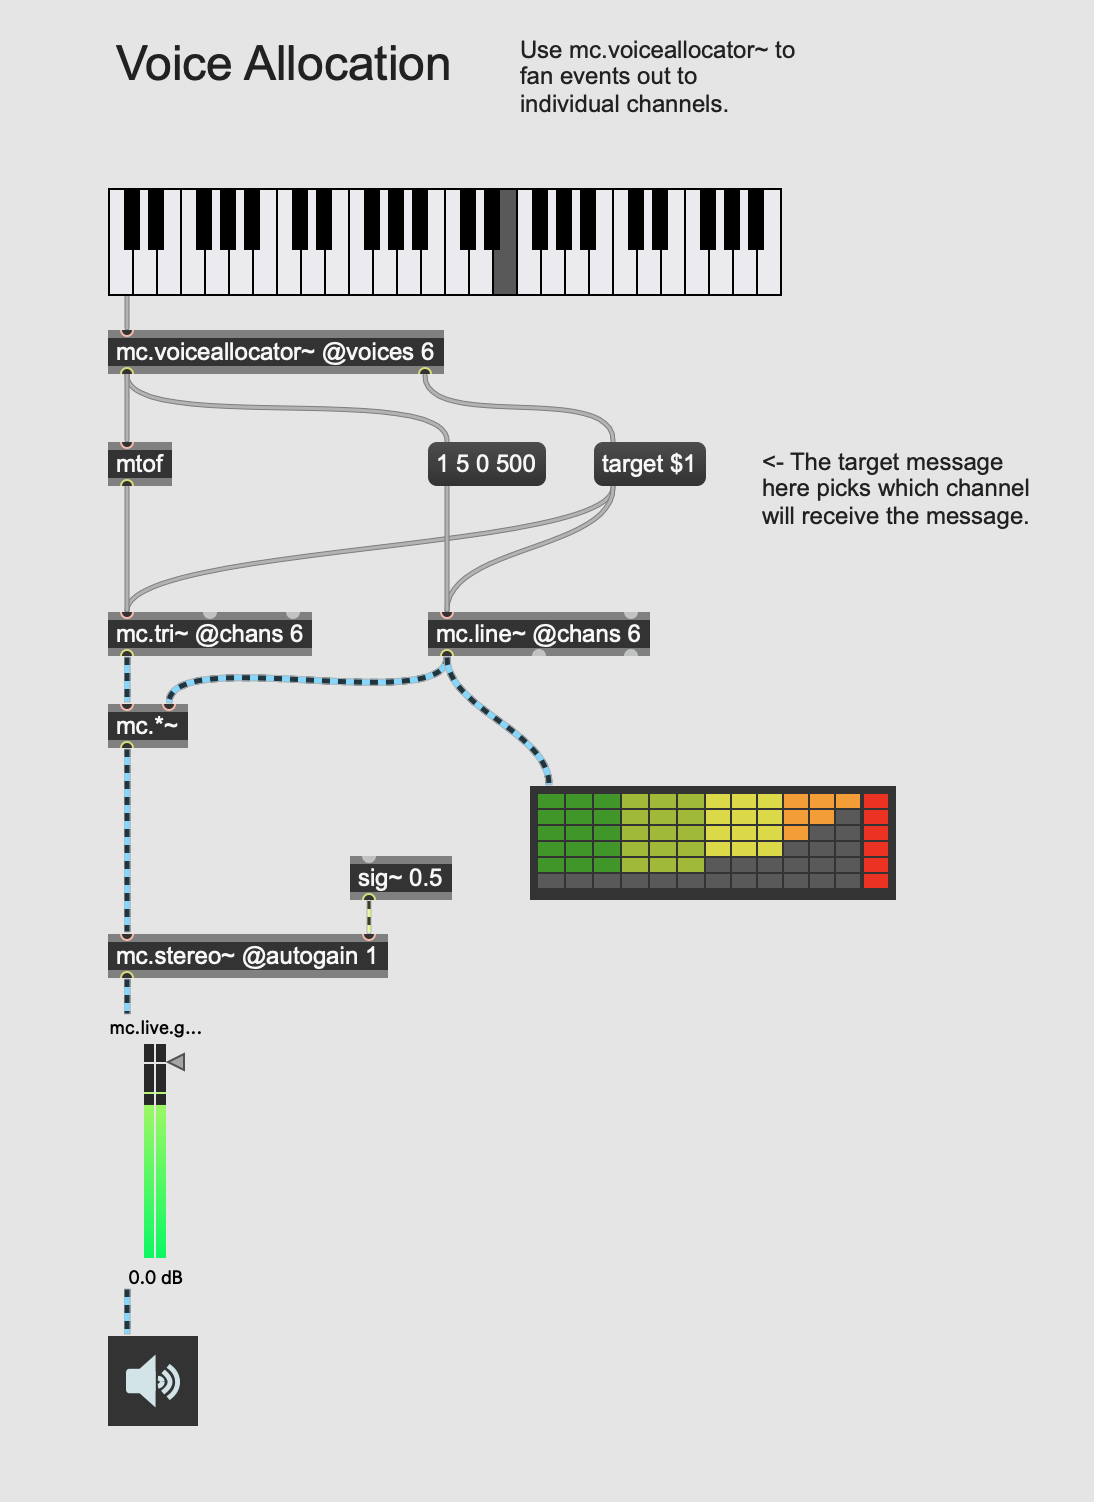 Voice Allocation
Use mc.voiceallocator~ to
fan events out to
individual channels.
mc.voiceallocator~ @voices 6
mtof
1 5 0 500
target $1
<- The target message
here picks which channel
will receive the message.
mc.tri~ @chans 6
mc.line~ @chans 6
mc.*~
sig~ 0.5
mc.stereo~ @autogain 1
mc.live.g...
0.0 dB